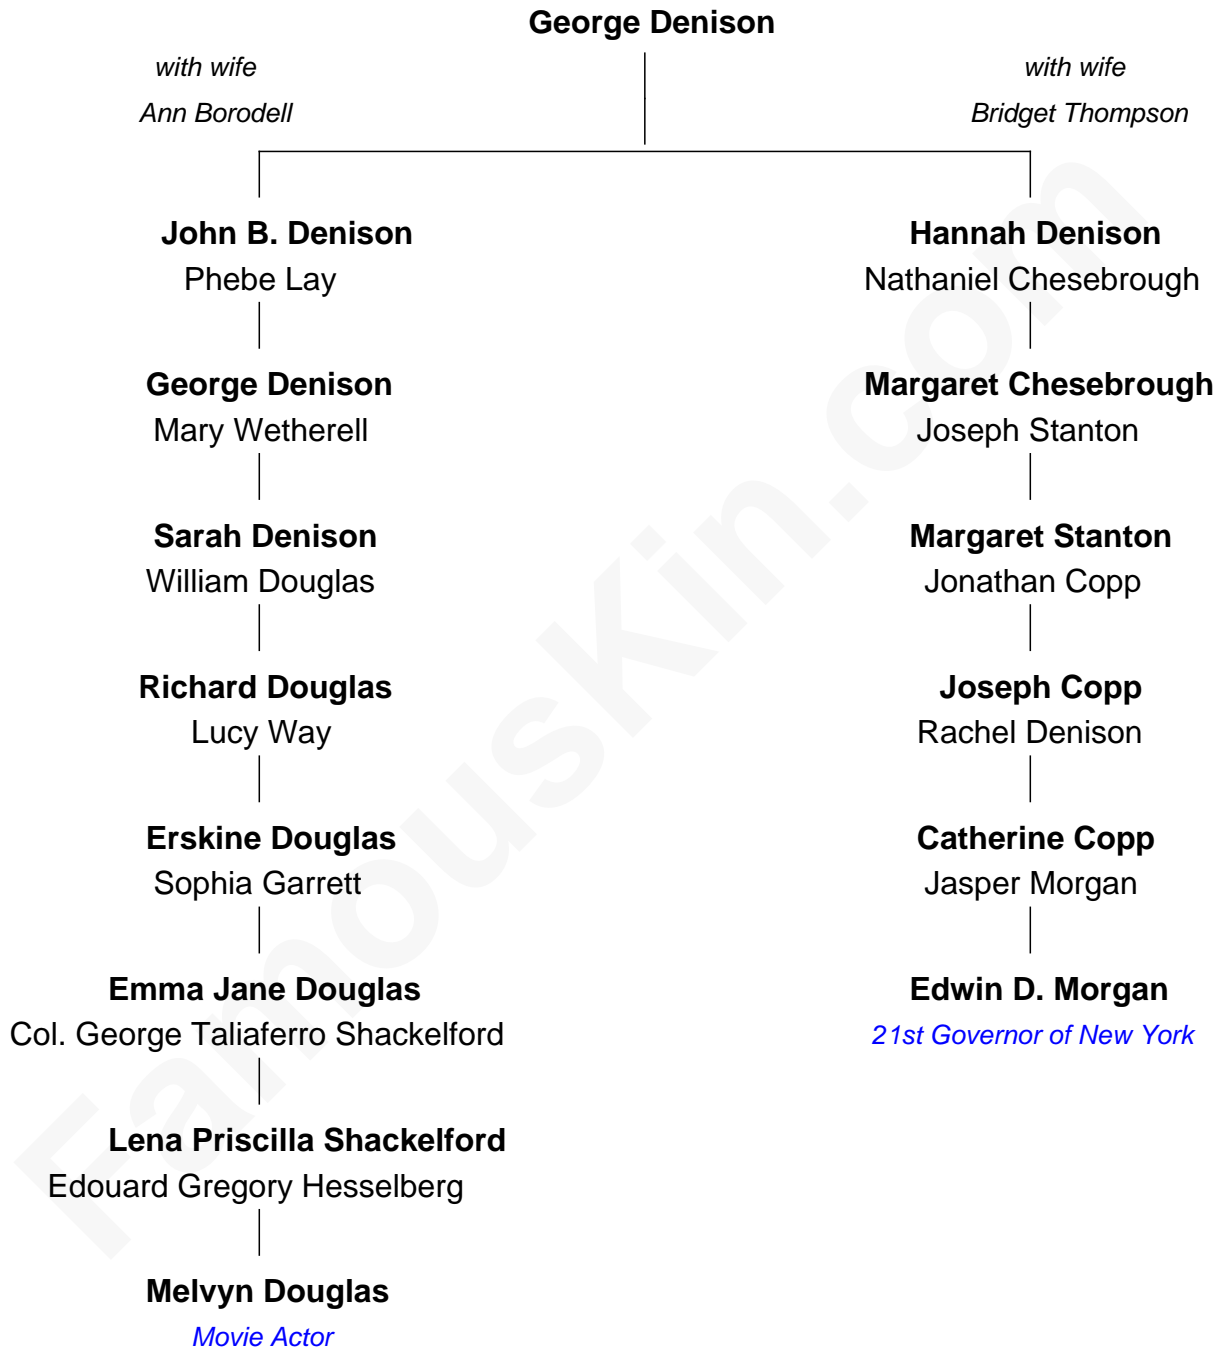 George Denison
with wife
Ann Borodell
with wife
Bridget Thompson
John B. Denison
Phebe Lay
Hannah Denison
Nathaniel Chesebrough
George Denison
Mary Wetherell
Margaret Chesebrough
Joseph Stanton
Sarah Denison
William Douglas
Margaret Stanton
Jonathan Copp
Richard Douglas
Lucy Way
Joseph Copp
Rachel Denison
Erskine Douglas
Sophia Garrett
Catherine Copp
Jasper Morgan
Emma Jane Douglas
Col. George Taliaferro Shackelford
Edwin D. Morgan
21st Governor of New York
Lena Priscilla Shackelford
Edouard Gregory Hesselberg
Melvyn Douglas
Movie Actor
FamousKin.com